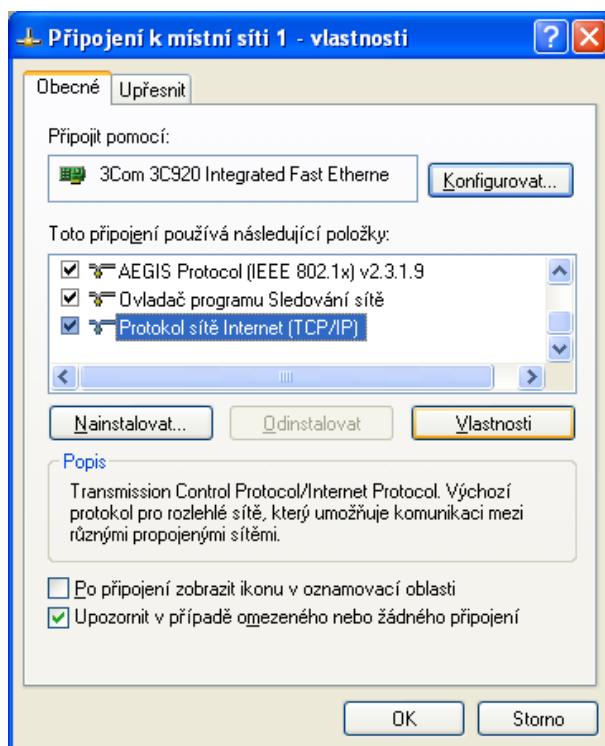 Připojení k místní síti 1 - vlastnosti
Obecné
Upřesnit
Připojit pomocí:
3Com 3C920 Integrated Fast Etherne
Konfigurovat...
Toto připojení používá následující položky:
AEGIS Protocol (IEEE 802.1x) v2.3.1.9
Ovladač programu Sledování sítě
Protokol sítě Internet (TCP/IP)
Nainstalovat...
Odinstalovat
Vlastnosti
Popis
Transmission Control Protocol/Internet Protocol. Výchozí
protokol pro rozlehlé sítě, který umožňuje komunikaci mezi
různými propojenými sítěmi.
Po připojení zobrazit ikonu v oznamovací oblasti
Upozornit v případě omezeného nebo žádného připojení
OK
Storno